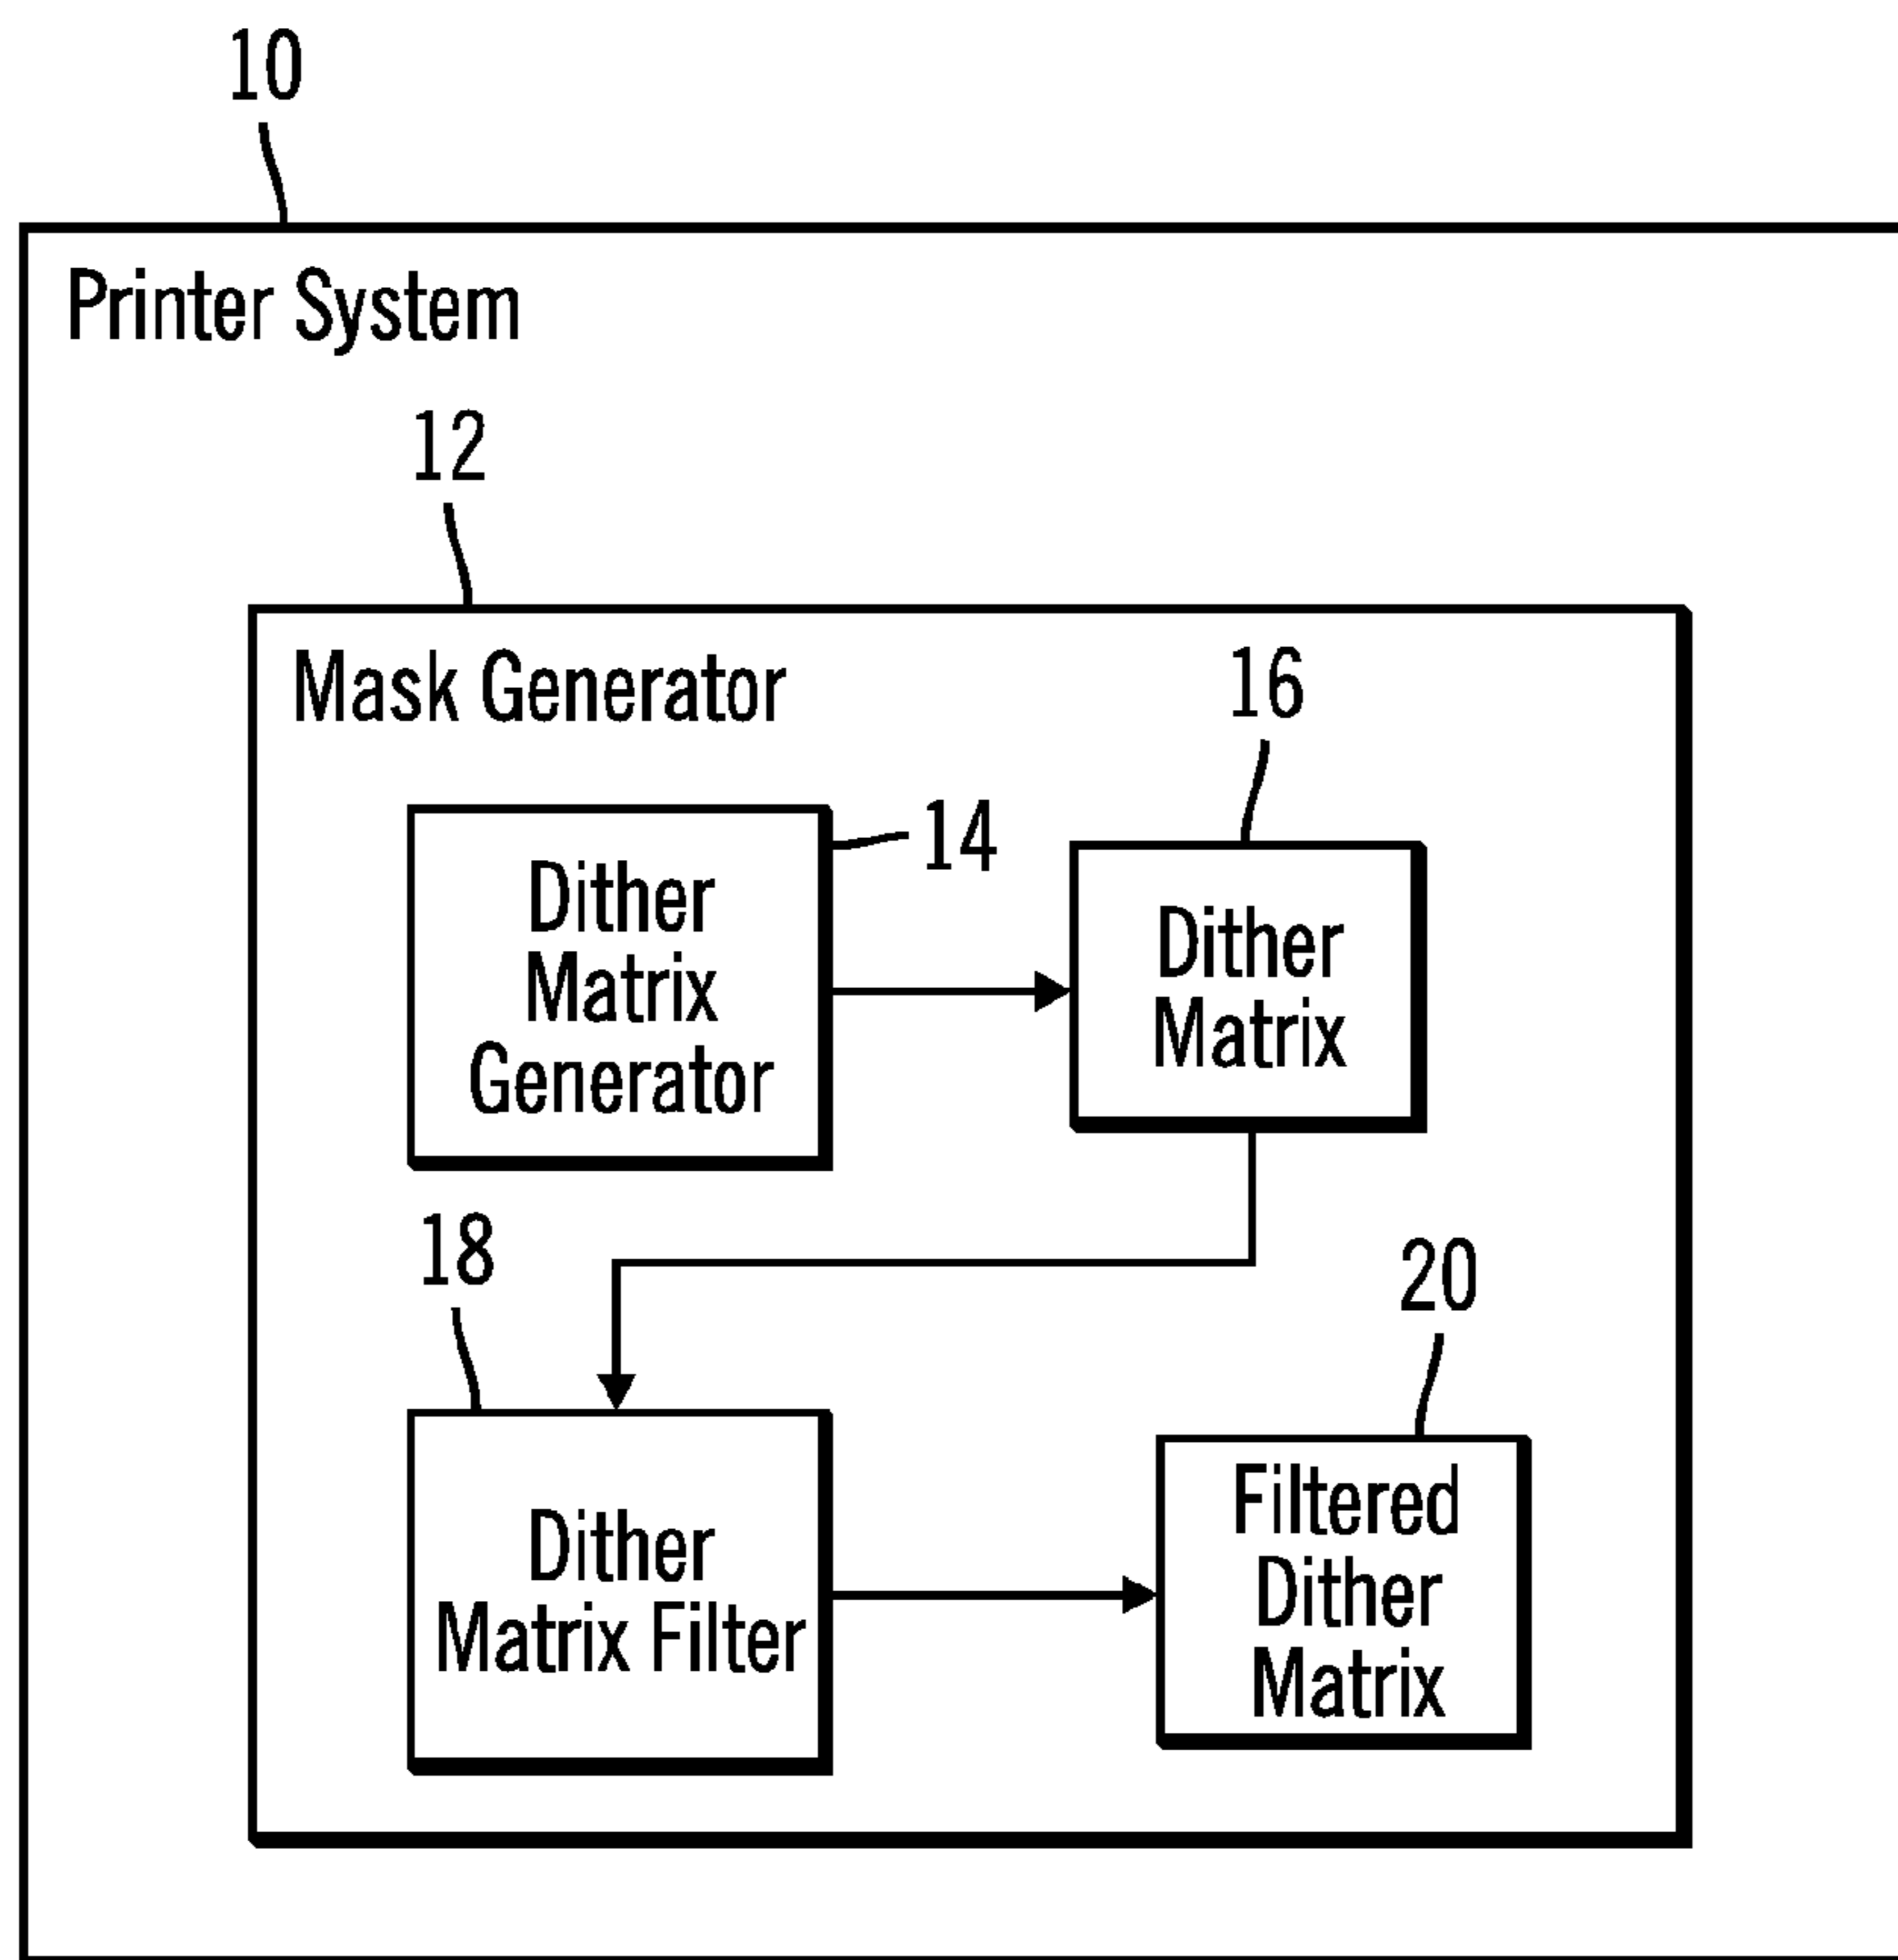 10
Printer System
12
Mask Generator
16
14
Dither
Matrix
Generator
Dither
Matrix
18
20
Dither
Matrix Filter
Filtered
Dither
Matrix